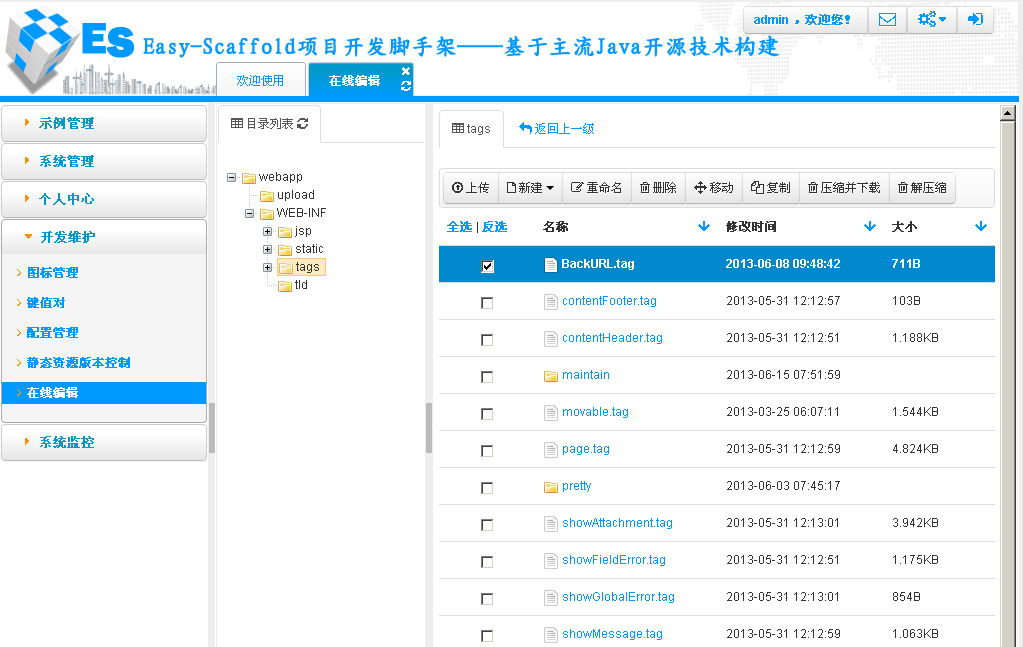 admin，欢迎您！
ES Easy-Scaffold项目开发脚手架——基于主流Java开源技术构建
欢迎使用
在线编辑
示例管理
系统管理
个人中心
开发维护
图标管理
键值对
配置管理
静态资源版本控制
在线编辑
系统监控
目录列表
webapp
upload
WEB-INF
jsp
static
tags
tld
tags 返回上一级
上传 新建 重命名 删除 移动 复制 压缩并下载 解压缩
全选 | 反选 名称 修改时间 大小
BackURL.tag 2013-06-08 09:48:42 711B
contentFooter.tag 2013-05-31 12:12:57 103B
contentHeader.tag 2013-05-31 12:12:51 1.188KB
maintain 2013-06-15 07:51:59
movable.tag 2013-03-25 06:07:11 1.544KB
page.tag 2013-05-31 12:12:59 4.824KB
pretty 2013-06-03 07:45:17
showAttachment.tag 2013-05-31 12:13:01 3.942KB
showFieldError.tag 2013-05-31 12:12:51 1.175KB
showGlobalError.tag 2013-05-31 12:13:01 854B
showMessage.tag 2013-05-31 12:12:59 1.063KB